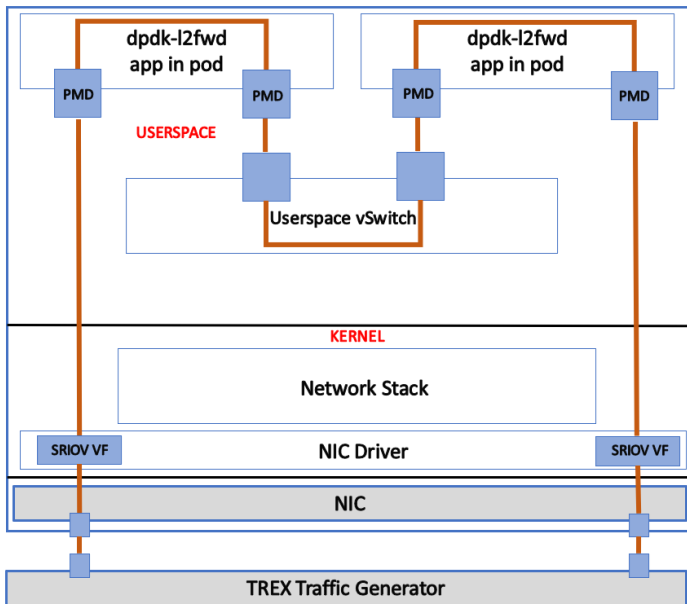 dpdk-l2fwd
app in pod
dpdk-l2fwd
app in pod
PMD
PMD
PMD
PMD
USERSPACE
Userspace vSwitch
KERNEL
Network Stack
SRIOV VF
NIC Driver
SRIOV VF
NIC
TREX Traffic Generator